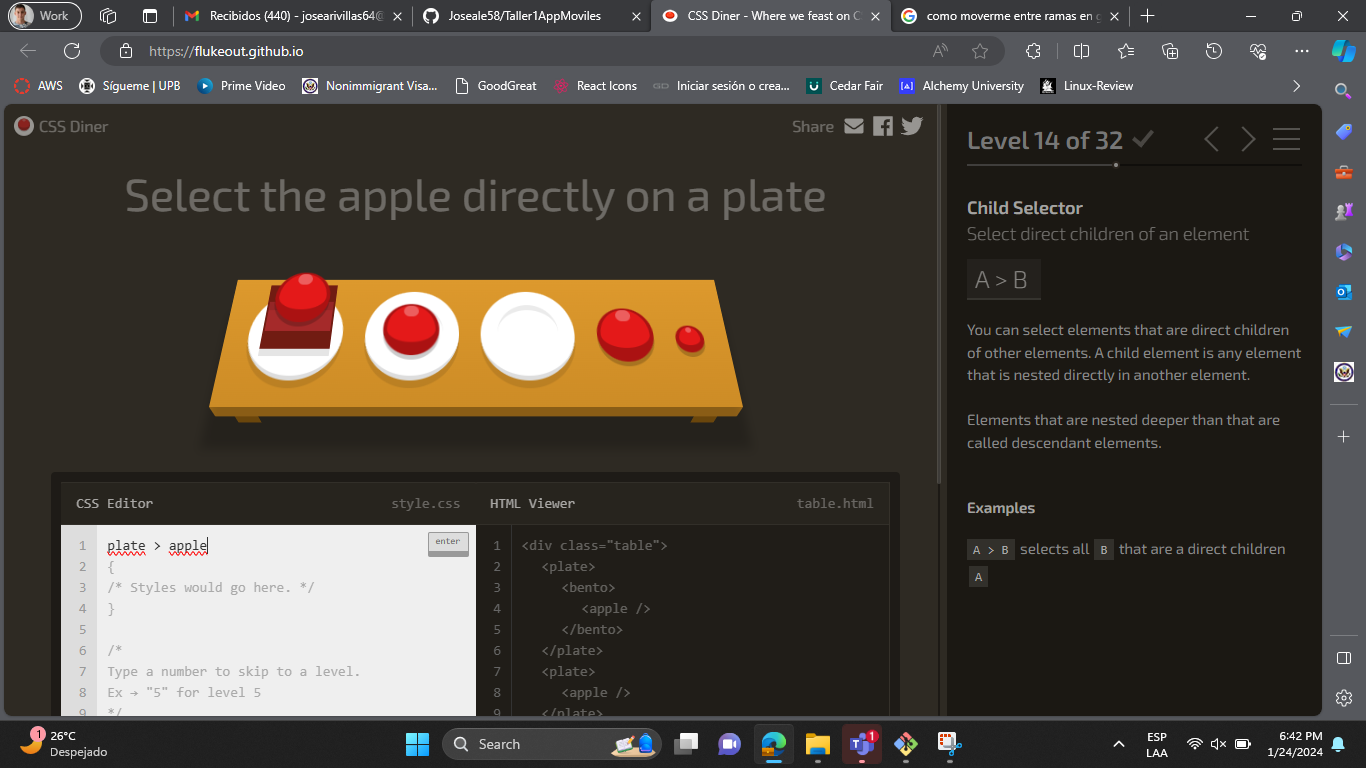 Work
Recibidos (440) - josearivillas64@
Joseale58/Taller1AppMoviles
CSS Diner - Where we feast on C
como moverme entre ramas en g
https://flukeout.github.io
AWS
Sígueme | UPB
Prime Video
Nonimmigrant Visa...
GoodGreat
React Icons
Iniciar sesión o crea...
Cedar Fair
Alchemy University
Linux-Review
CSS Diner
Share
Select the apple directly on a plate
CSS Editor
style.css
HTML Viewer
table.html
enter
1 plate > apple
2 {
3 /* Styles would go here. */
4 }
5
6 /*
7 Type a number to skip to a level.
8 Ex → "5" for level 5
9 */
1 <div class="table">
2 <plate>
3 <bento>
4 <apple />
5 </bento>
6 </plate>
7 <plate>
8 <apple />
9 </plate>
Level 14 of 32
Child Selector
Select direct children of an element
A > B
You can select elements that are direct children
of other elements. A child element is any element
that is nested directly in another element.
Elements that are nested deeper than that are
called descendant elements.
Examples
A > B selects all B that are a direct children
A
1
26°C
Despejado
Search
1
ESP
LAA
6:42 PM
1/24/2024